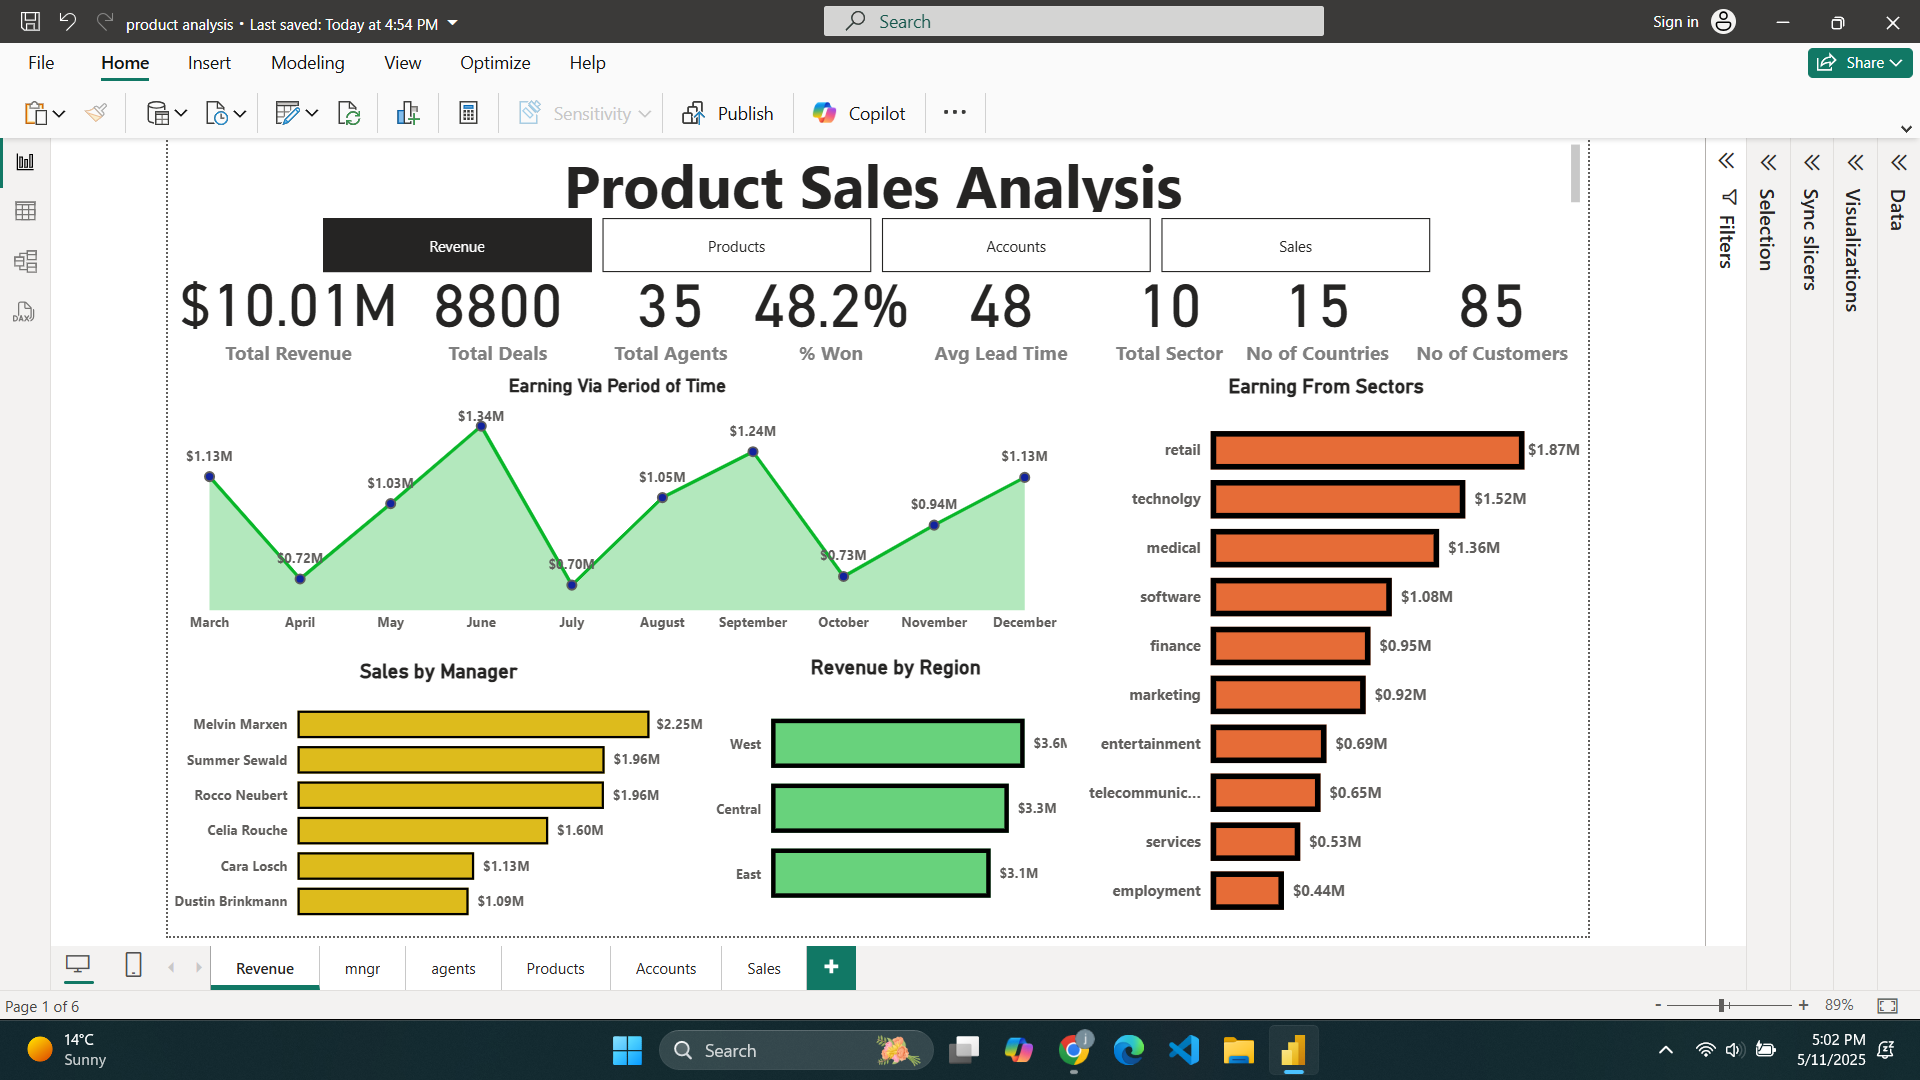 product analysis • Last saved: Today at 4:54 PM
Search
Sign in
File
Home
Insert
Modeling
View
Optimize
Help
Share
Sensitivity
Publish
Copilot
Product Sales Analysis
Revenue
Products
Accounts
Sales
$10.01M
8800
35
48.2%
48
10
15
85
Total Revenue
Total Deals
Total Agents
% Won
Avg Lead Time
Total Sector
No of Countries
No of Customers
Earning Via Period of Time
$1.13M
$0.72M
$1.03M
$1.34M
$0.70M
$1.05M
$1.24M
$0.73M
$0.94M
$1.13M
March
April
May
June
July
August
September
October
November
December
Earning From Sectors
retail $1.87M
technolgy $1.52M
medical $1.36M
software $1.08M
finance $0.95M
marketing $0.92M
entertainment $0.69M
telecommunic... $0.65M
services $0.53M
employment $0.44M
Sales by Manager
Melvin Marxen $2.25M
Summer Sewald $1.96M
Rocco Neubert $1.96M
Celia Rouche $1.60M
Cara Losch $1.13M
Dustin Brinkmann $1.09M
Revenue by Region
West $3.6M
Central $3.3M
East $3.1M
Filters
Selection
Sync slicers
Visualizations
Data
DAX
Revenue
mngr
agents
Products
Accounts
Sales
+
Page 1 of 6
- + 89%
14°C
Sunny
Search
j
5:02 PM
5/11/2025